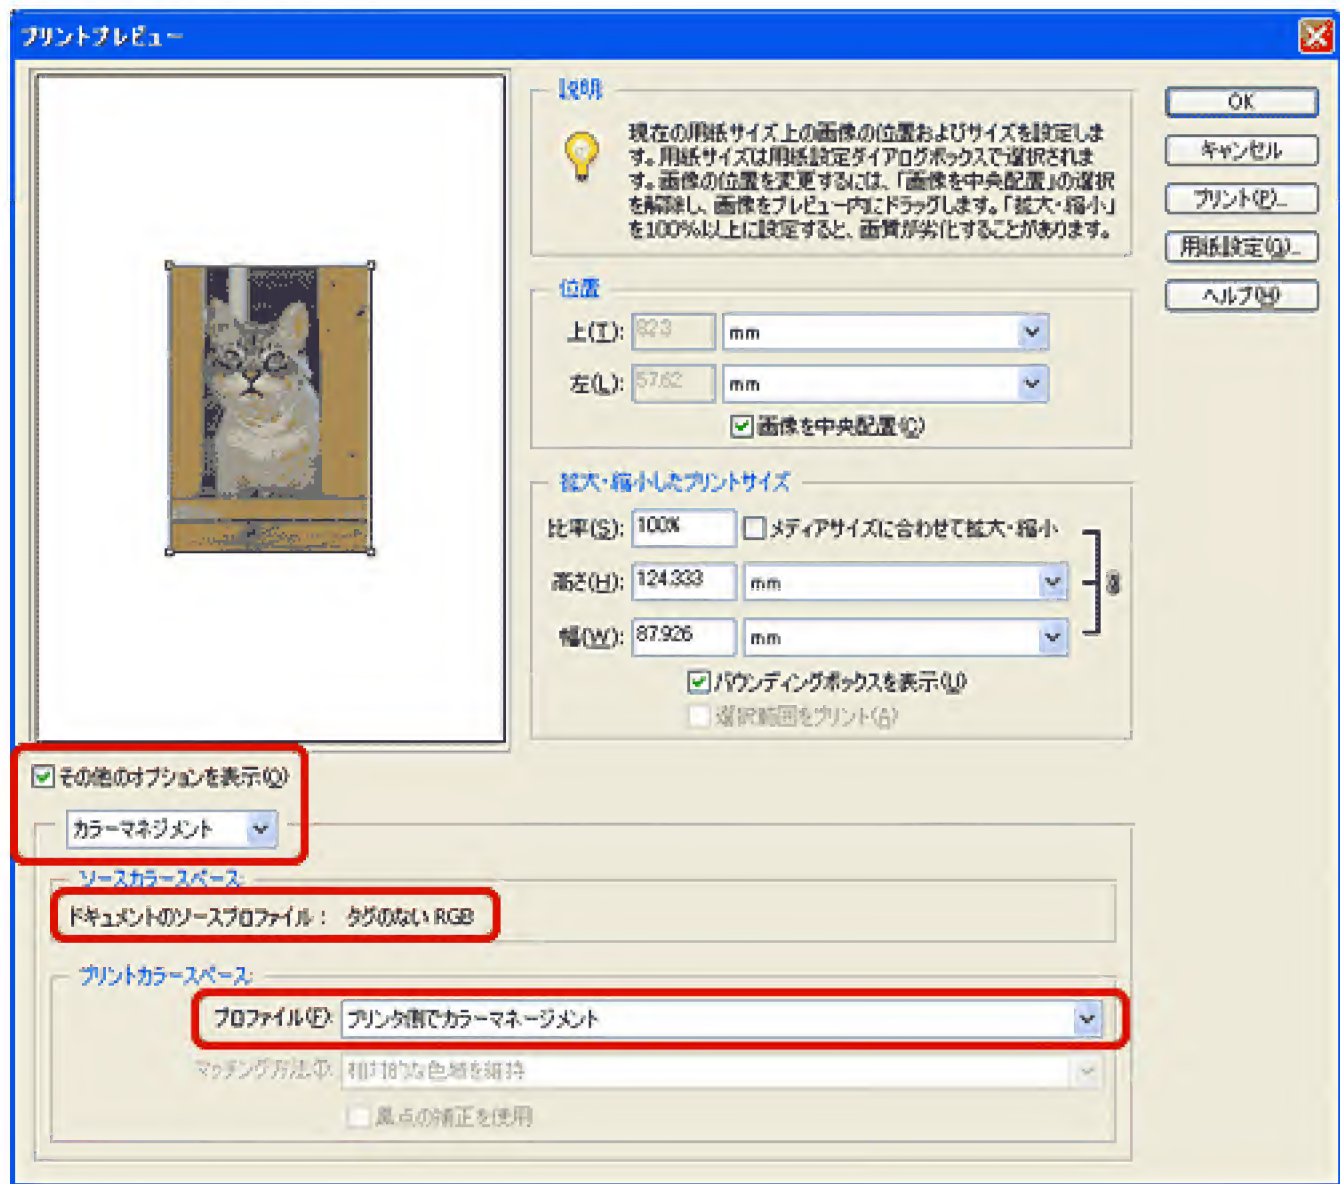 プリントプレビュー
説明
現在の用紙サイズ上の画像の位置およびサイズを設定しま
す。用紙サイズは用紙設定ダイアログボックスで選択されま
す。画像の位置を変更するには、「画像を中央配置」の選択
を解除し、画像をプレビュー内にドラッグします。「拡大・縮小」
を100%以上に設定すると、画質が劣化することがあります。
OK
キャンセル
プリント(P)...
用紙設定(G)...
ヘルプ(H)
位置
上(T): 82.3 mm
左(L): 57.62 mm
画像を中央配置(C)
拡大・縮小したプリントサイズ
比率(S): 100% メディアサイズに合わせて拡大・縮小
高さ(H): 124.333 mm
幅(W): 87.926 mm
バウンディングボックスを表示(U)
選択範囲をプリント(A)
その他のオプションを表示(O)
カラーマネジメント
ソースカラースペース:
ドキュメントのソースプロファイル： タグのない RGB
プリントカラースペース:
プロファイル(F): プリンタ側でカラーマネージメント
マッチング方法(I): 相対的な色域を維持
黒点の補正を使用